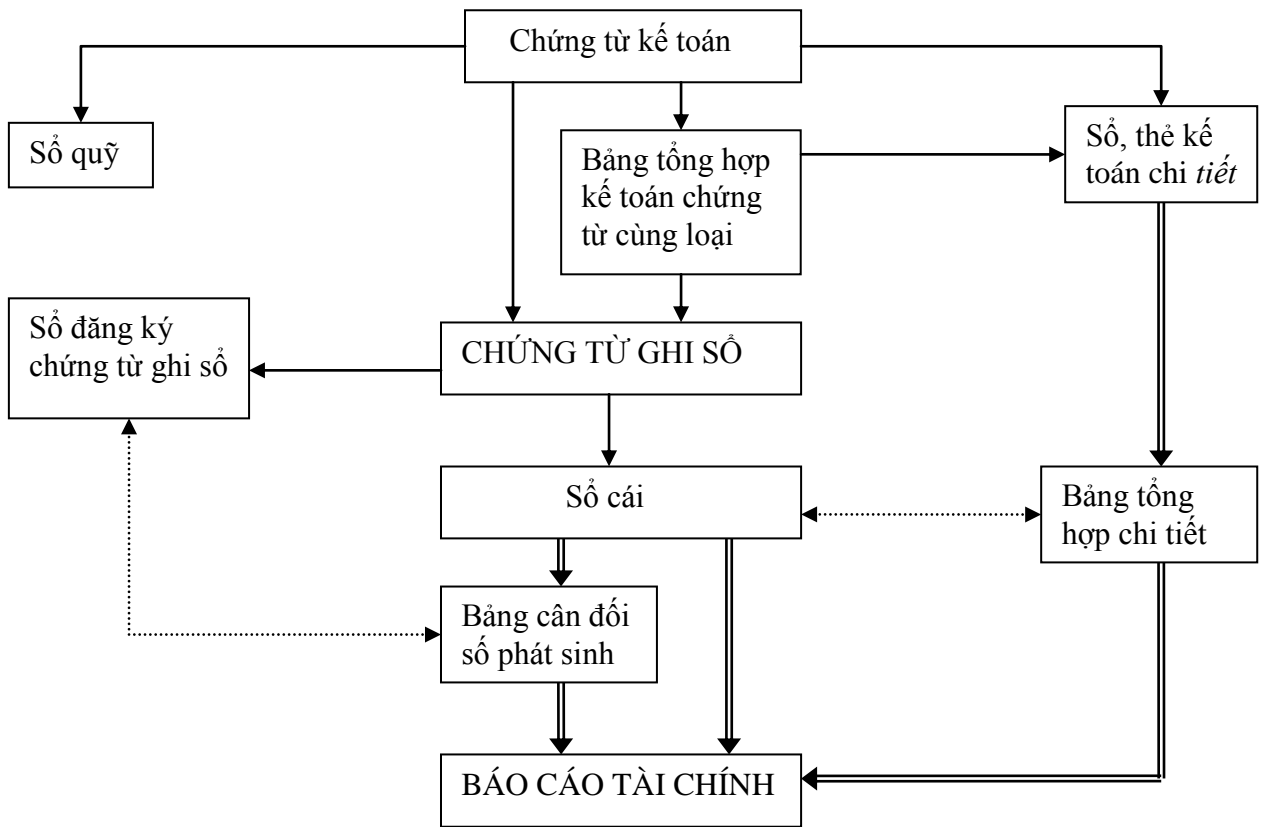 Chứng từ kế toán
Sổ quỹ
Bảng tổng hợp
kế toán chứng
từ cùng loại
Sổ, thẻ kế
toán chi tiết
Sổ đăng ký
chứng từ ghi sổ
CHỨNG TỪ GHI SỔ
Sổ cái
Bảng tổng
hợp chi tiết
Bảng cân đối
số phát sinh
BÁO CÁO TÀI CHÍNH